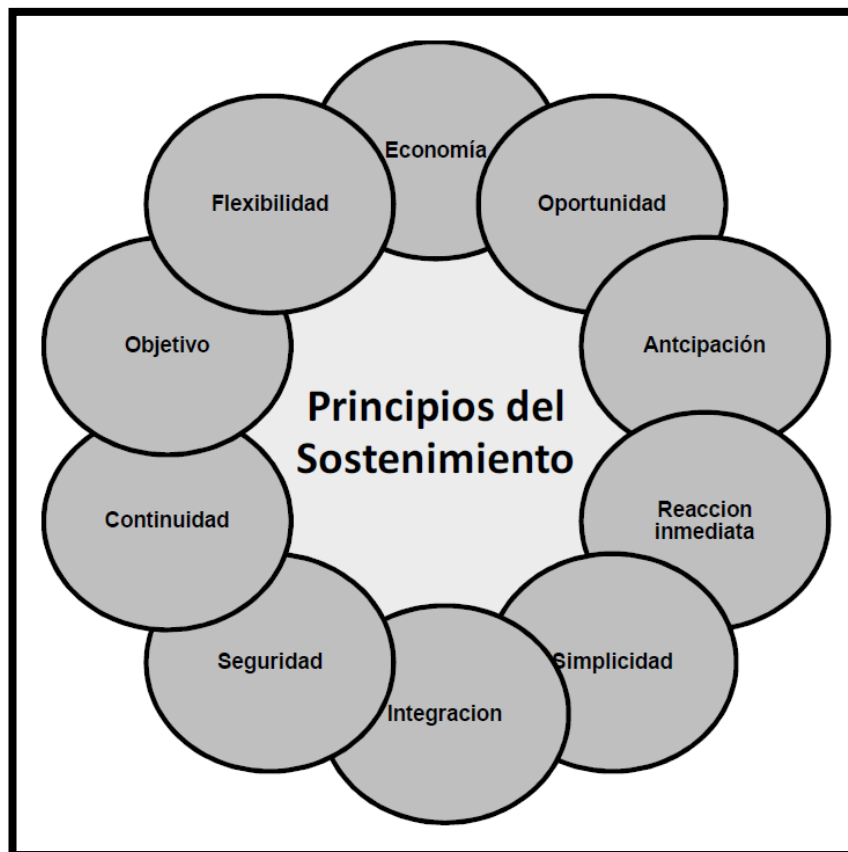 Economía
Oportunidad
Flexibilidad
Antcipación
Objetivo
Principios del
Sostenimiento
Reaccion
inmediata
Continuidad
Simplicidad
Seguridad
Integracion